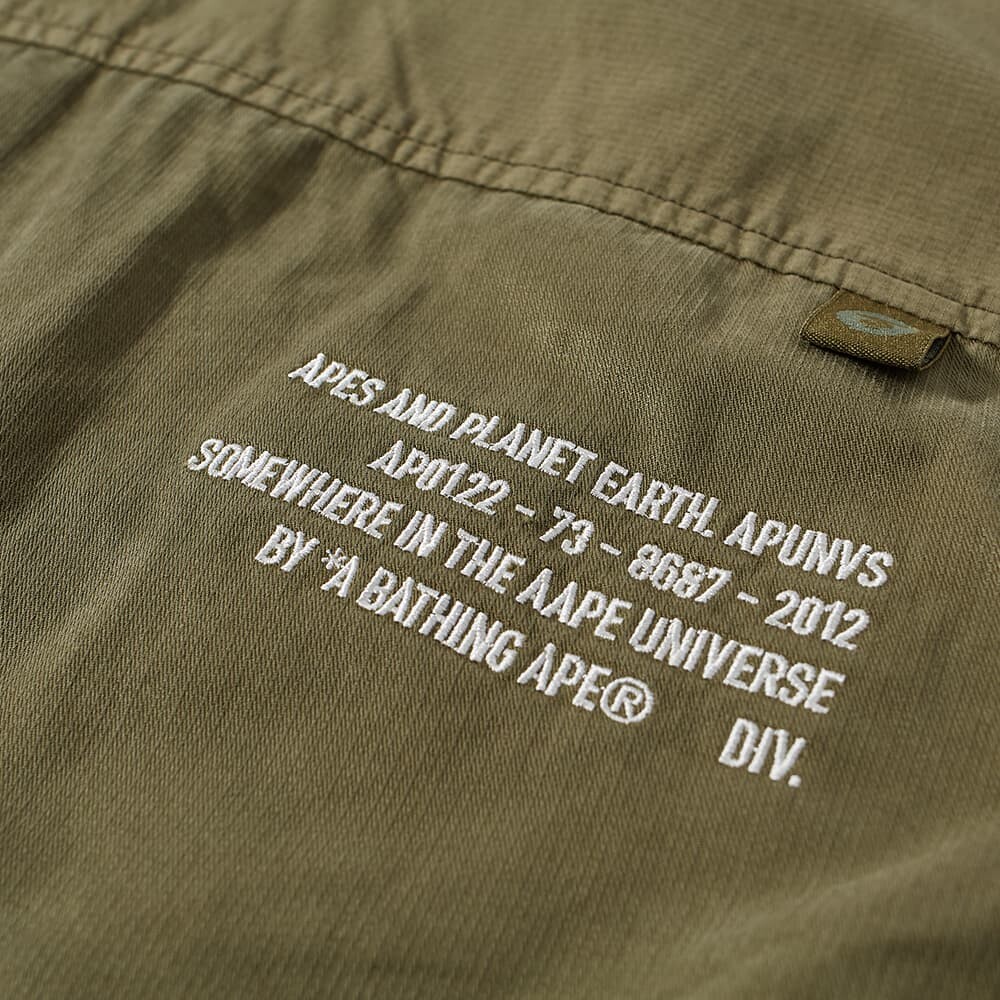 APES AND PLANET EARTH. APUNVS
AP0122 - 73 - 8687 - 2012
SOMEWHERE IN THE AAPE UNIVERSE
BY *A BATHING APE®
DIV.